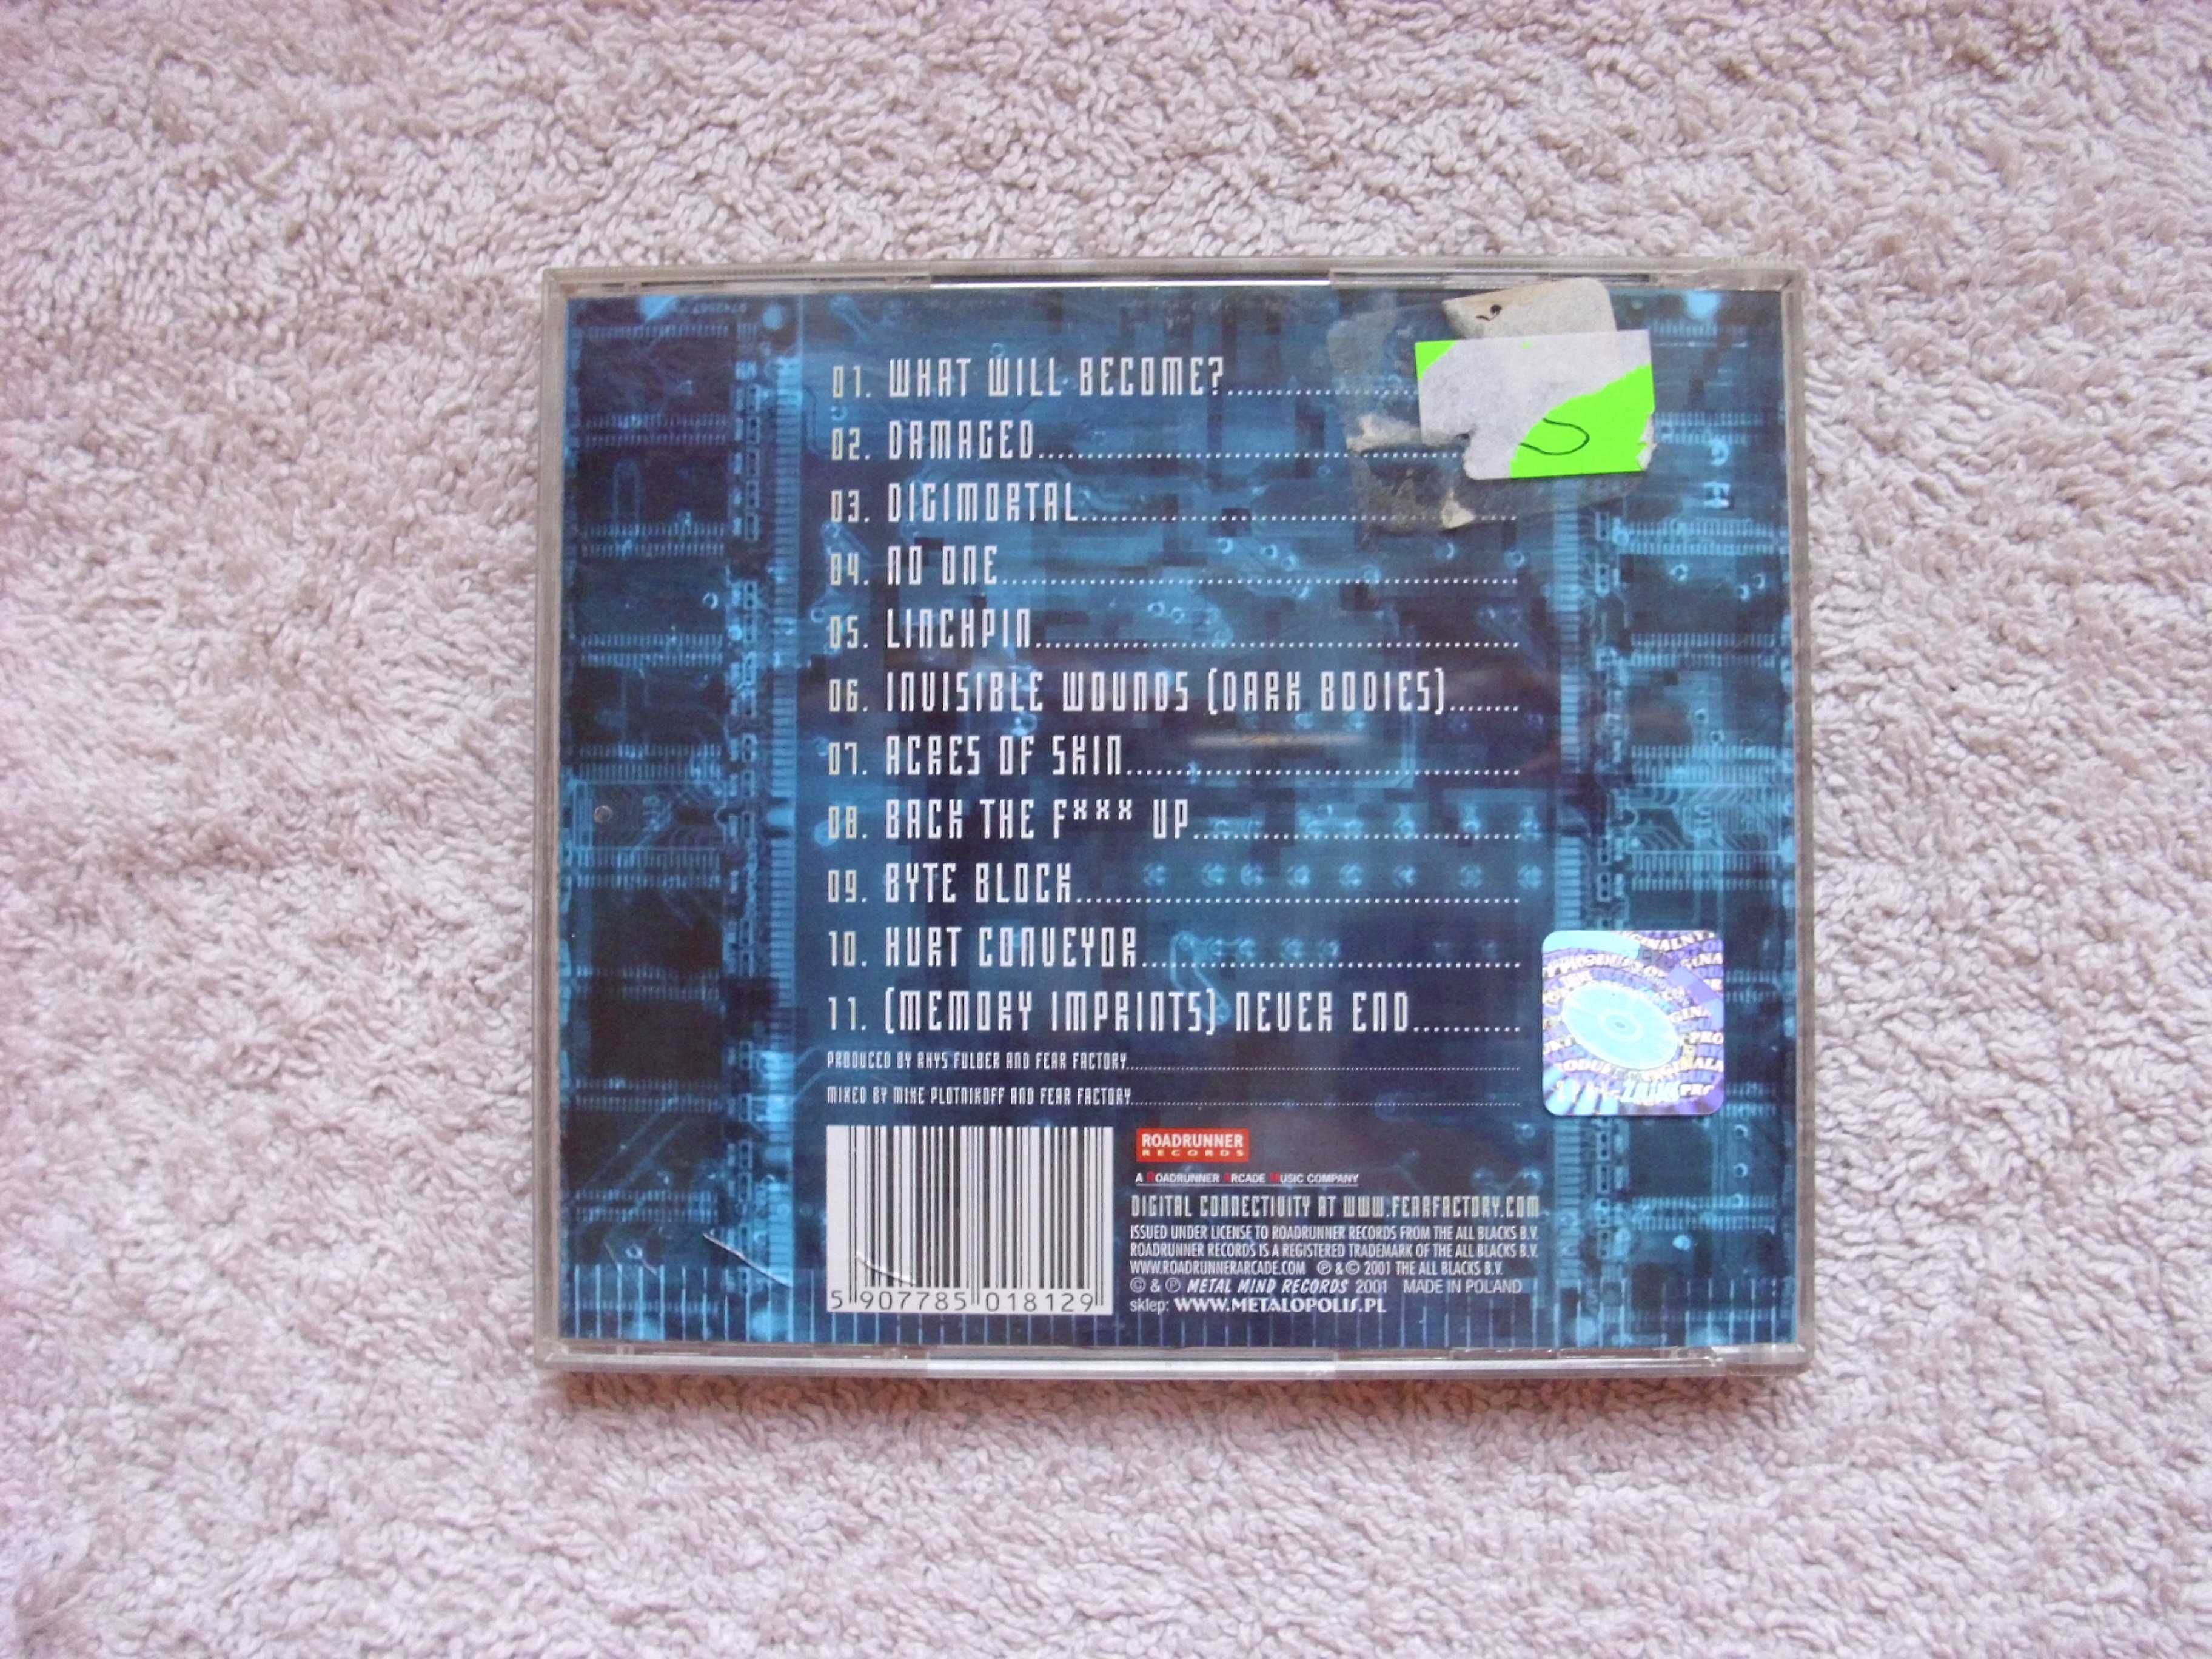 01. WHAT WILL BECOME?
02. DAMAGED
03. DIGIMORTAL
04. NO ONE
05. LINCHPIN
06. INVISIBLE WOUNDS (DARK BODIES)
07. ACRES OF SKIN
08. BACK THE F*** UP
09. BYTE BLOCK
10. HURT CONVEYOR
11. (MEMORY IMPRINTS) NEVER END
PRODUCED BY RHYS FULBER AND FEAR FACTORY
MIXED BY MIKE PLOTNIKOFF AND FEAR FACTORY
ROADRUNNER
RECORDS
A ROADRUNNER ARCADE MUSIC COMPANY
DIGITAL CONNECTIVITY AT WWW.FEARFACTORY.COM
ISSUED UNDER LICENSE TO ROADRUNNER RECORDS FROM THE ALL BLACKS B.V.
ROADRUNNER RECORDS IS A REGISTERED TRADEMARK OF THE ALL BLACKS B.V.
WWW.ROADRUNNERARCADE.COM ℗ & © 2001 THE ALL BLACKS B.V.
© & ℗ METAL MIND RECORDS 2001 MADE IN POLAND
sklep: WWW.METALOPOLIS.PL
5 907785 018129